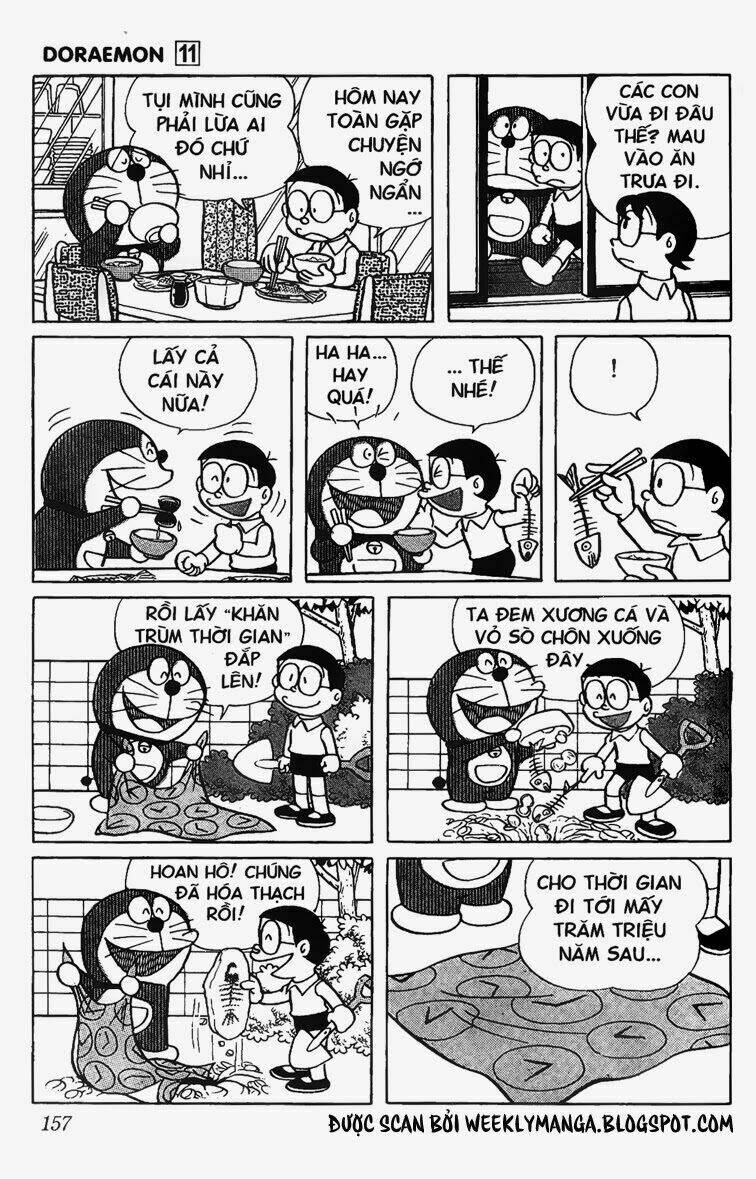 DORAEMON 11
CÁC CON
VỪA ĐI ĐÂU
THẾ? MAU
VÀO ĂN
TRƯA ĐI.
HÔM NAY
TOÀN GẶP
CHUYỆN
NGỚ
NGẨN
...
TỤI MÌNH CŨNG
PHẢI LỪA AI
ĐÓ CHỨ
NHỈ...
!
... THẾ
NHÉ!
HA HA...
HAY
QUÁ!
LẤY CẢ
CÁI NÀY
NỮA!
TA ĐEM XƯƠNG CÁ VÀ
VỎ SÒ CHÔN XUỐNG
ĐÂY.
RỒI LẤY "KHĂN
TRÙM THỜI GIAN"
ĐẮP
LÊN!
CHO THỜI GIAN
ĐI TỚI MẤY
TRĂM TRIỆU
NĂM SAU...
HOAN HÔ! CHÚNG
ĐÃ HÓA THẠCH
RỒI!
157
ĐƯỢC SCAN BỞI WEEKLYMANGA.BLOGSPOT.COM